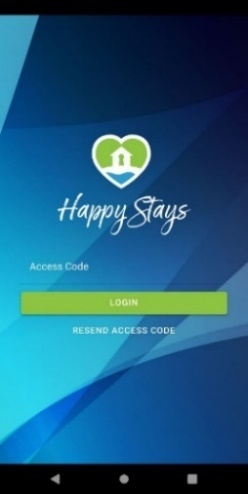 Happy Stays
Access Code
LOGIN
RESEND ACCESS CODE